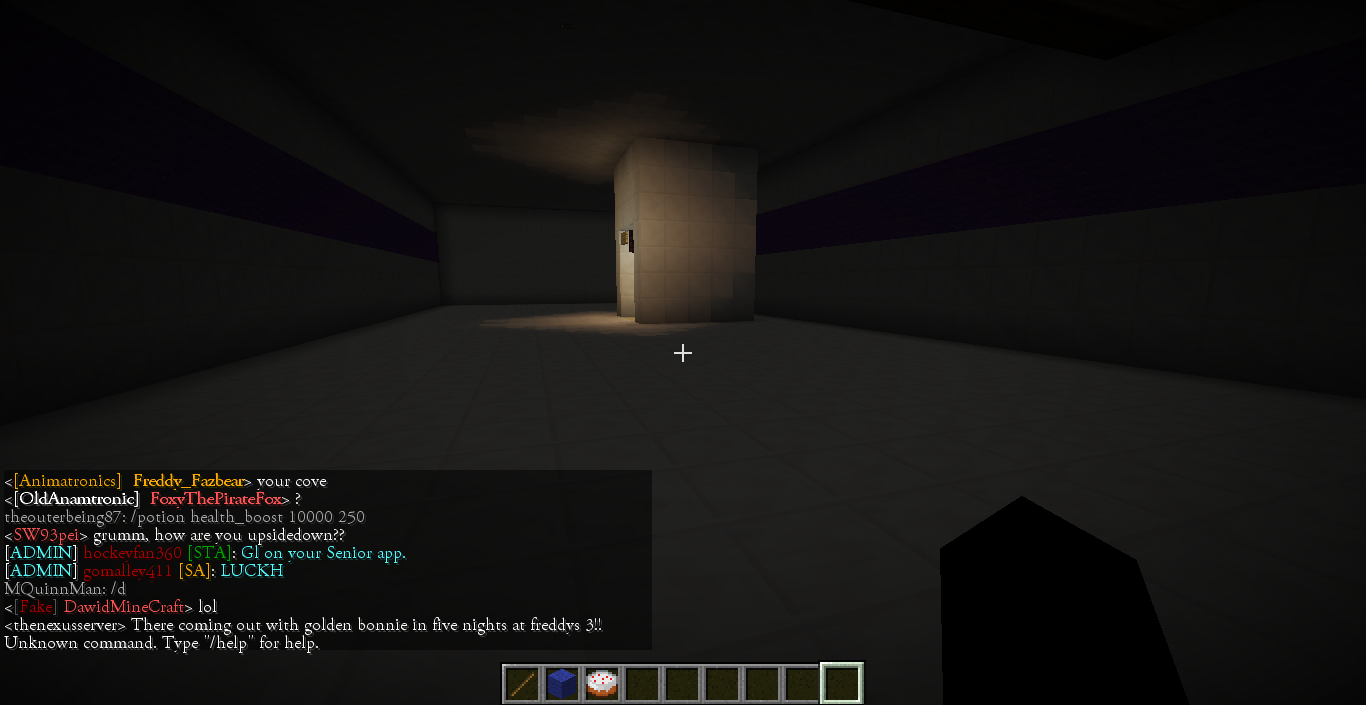 <[Animatronics] Freddy_Fazbear> your cove
<[OldAnamtronic] FoxyThePirateFox> ?
theouterbeing87: /potion health_boost 10000 250
<SW93pei> grumm, how are you upsidedown??
[ADMIN] hockeyfan360 [STA]: Gl on your Senior app.
[ADMIN] gomalley411 [SA]: LUCKH
MQuinnMan: /d
<[Fake] DawidMineCraft> lol
<thenexusserver> There coming out with golden bonnie in five nights at freddys 3!!
Unknown command. Type "/help" for help.